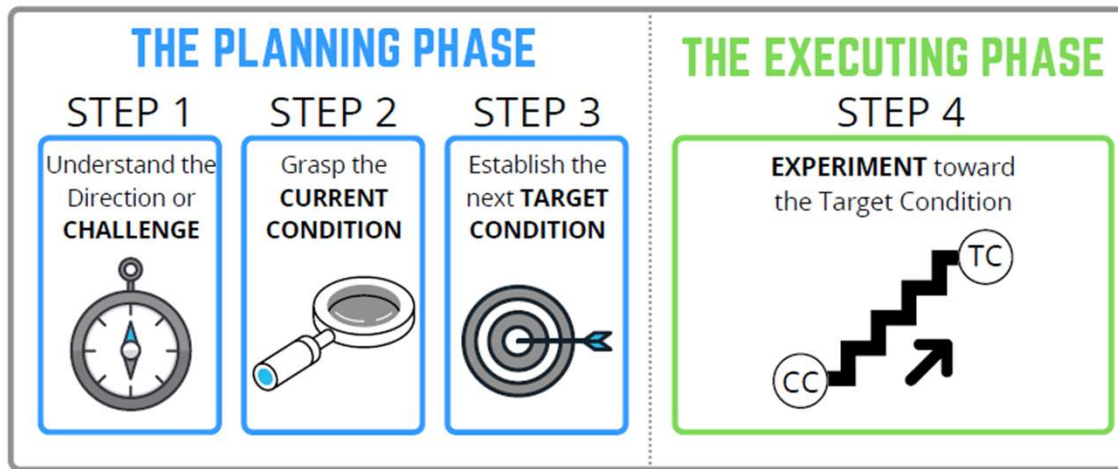 THE PLANNING PHASE
STEP 1
Understand the
Direction or
CHALLENGE
STEP 2
Grasp the
CURRENT
CONDITION
STEP 3
Establish the
next TARGET
CONDITION
THE EXECUTING PHASE
STEP 4
EXPERIMENT toward
the Target Condition
TC
CC